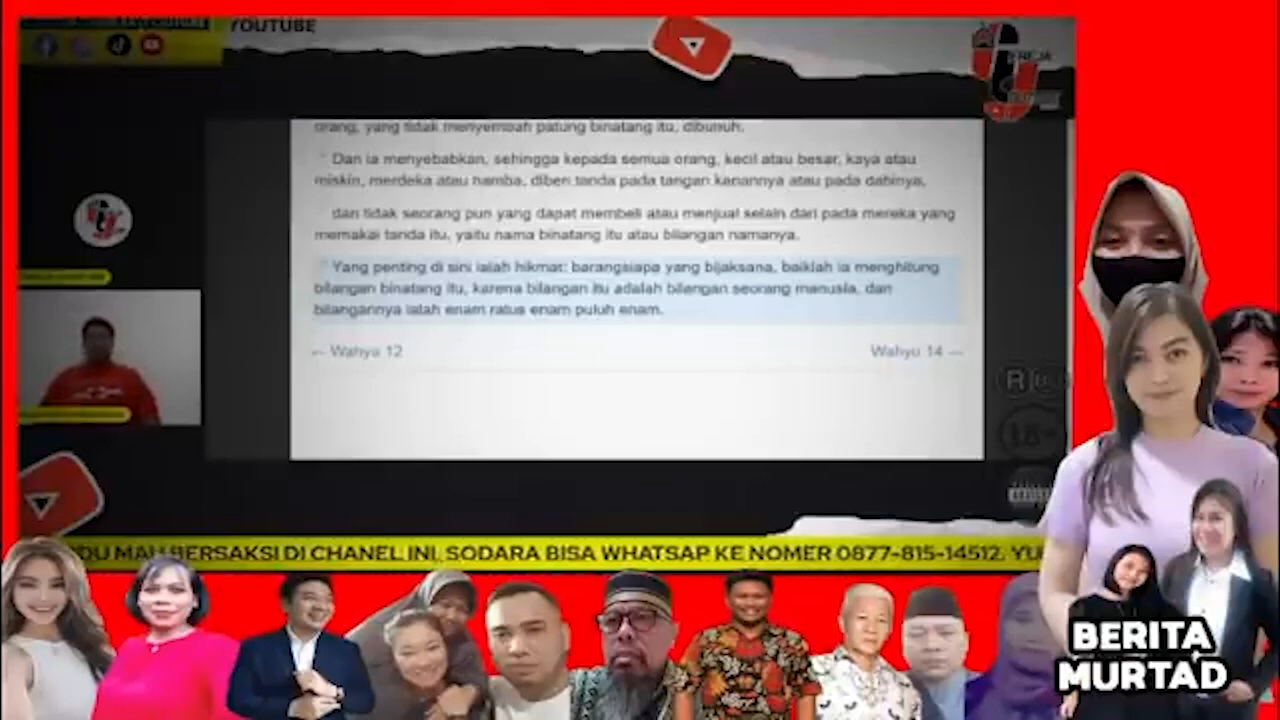 YOUTUBE
orang, yang tidak menyembah patung binatang itu, dibunuh.
Dan ia menyebabkan, sehingga kepada semua orang, kecil atau besar, kaya atau
miskin, merdeka atau hamba, diberi tanda pada tangan kanannya atau pada dahinya,
dan tidak seorang pun yang dapat membeli atau menjual selain dari pada mereka yang
memakai tanda itu, yaitu nama binatang itu atau bilangan namanya.
Yang penting di sini ialah hikmat: barangsiapa yang bijaksana, baiklah ia menghitung
bilangan binatang itu, karena bilangan itu adalah bilangan seorang manusia, dan
bilangannya ialah enam ratus enam puluh enam.
← Wahyu 12
Wahyu 14 →
R
18+
MAU BERSAKSI DI CHANEL INI, SODARA BISA WHATSAP KE NOMER 0877-815-14512.
BERITA
MURTAD